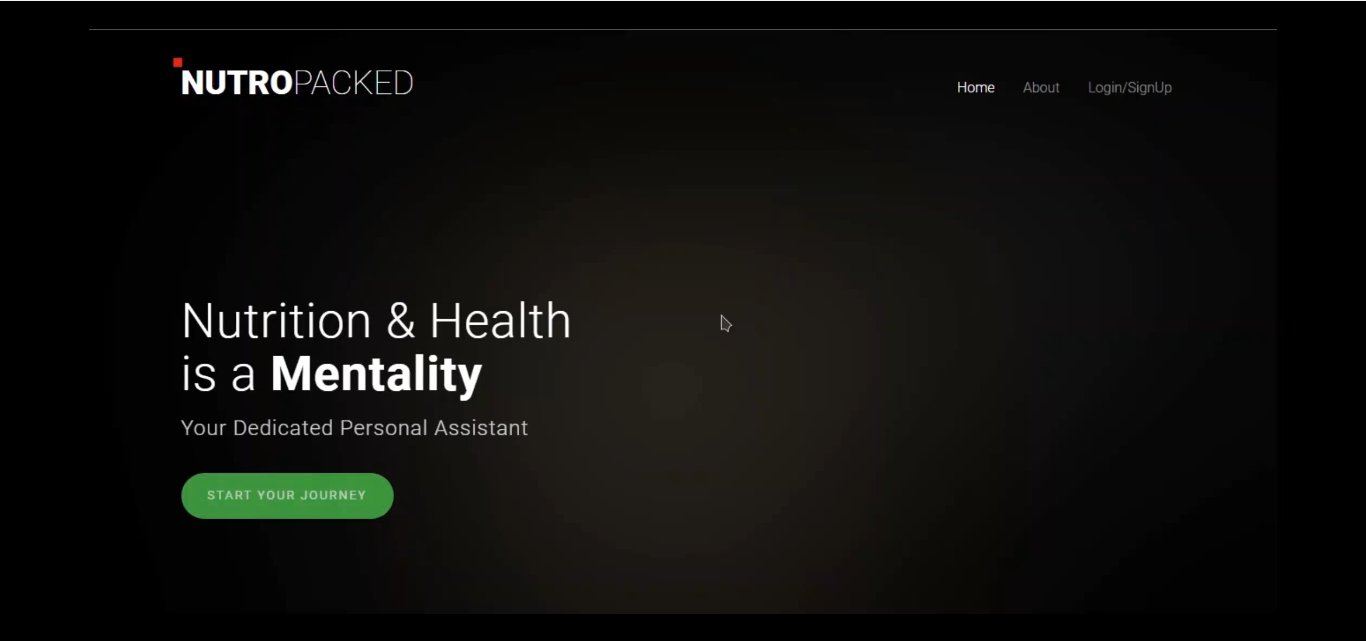 NUTROPACKED
Home About Login/SignUp
Nutrition & Health
is a Mentality
Your Dedicated Personal Assistant
START YOUR JOURNEY